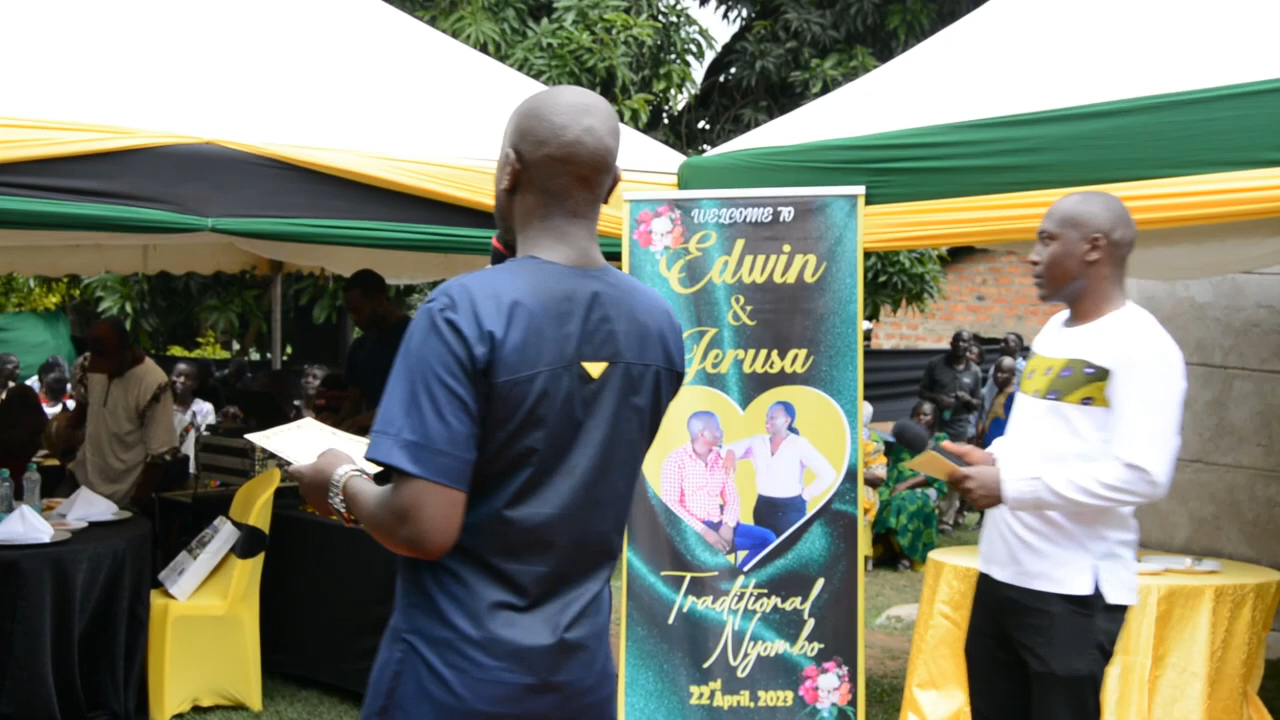 WELCOME TO
Edwin
&
Jerusa
Traditional
Nyombo
22nd April, 2023